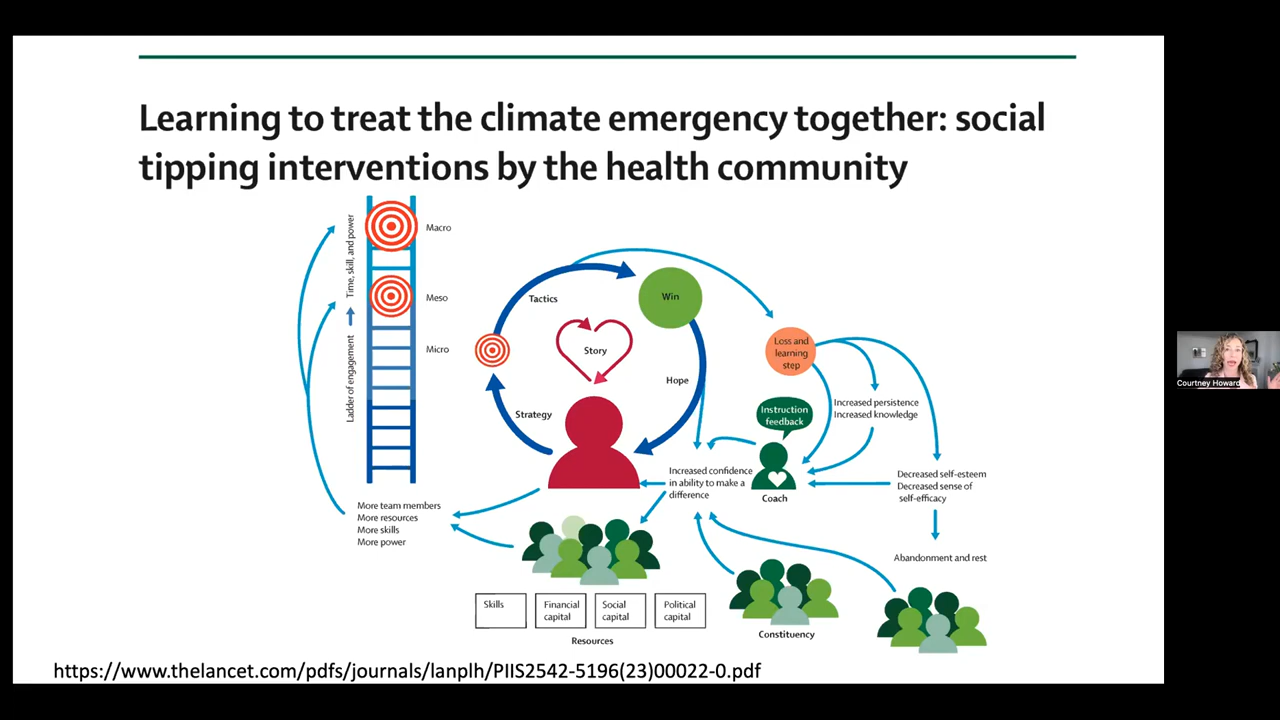 Learning to treat the climate emergency together: social
tipping interventions by the health community
Macro
Meso
Micro
Time, skill, and power
Ladder of engagement
Tactics
Win
Story
Hope
Strategy
Loss and
learning
step
Increased persistence
Increased knowledge
Instruction
feedback
Coach
Increased confidence
in ability to make a
difference
Decreased self-esteem
Decreased sense of
self-efficacy
Abandonment and rest
More team members
More resources
More skills
More power
Skills
Financial
capital
Social
capital
Political
capital
Resources
Constituency
https://www.thelancet.com/pdfs/journals/lanplh/PIIS2542-5196(23)00022-0.pdf
Courtney Howard